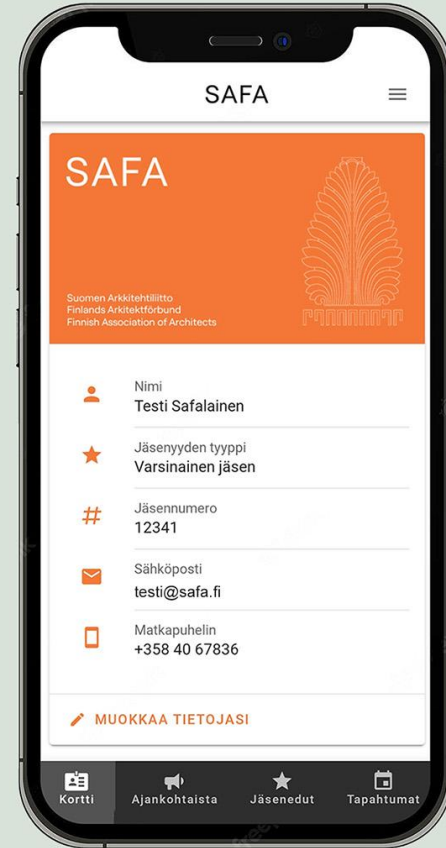 SAFA
SAFA
Suomen Arkkitehtiliitto
Finlands Arkitektförbund
Finnish Association of Architects
Nimi
Testi Safalainen
Jäsenyyden tyyppi
Varsinainen jäsen
Jäsennumero
12341
Sähköposti
testi@safa.fi
Matkapuhelin
+358 40 67836
MUOKKAA TIETOJASI
Kortti
Ajankohtaista
Jäsenedut
Tapahtumat